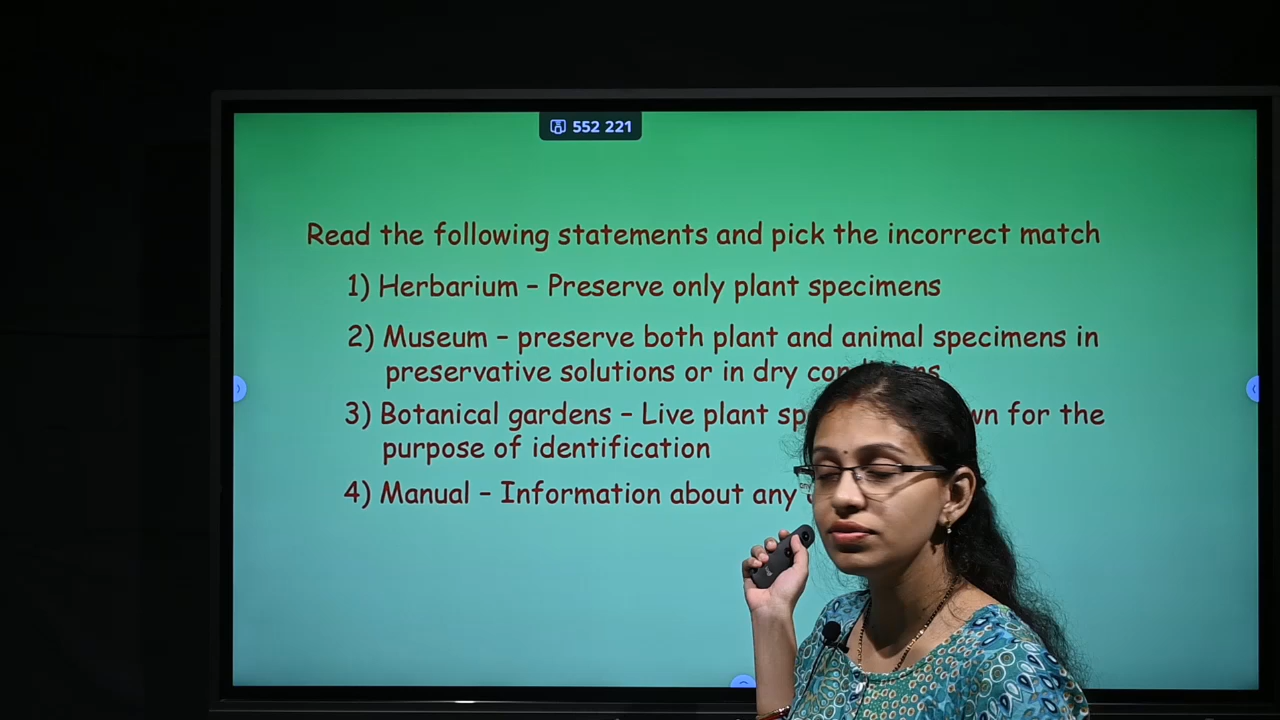 552 221
Read the following statements and pick the incorrect match
1) Herbarium – Preserve only plant specimens
2) Museum – preserve both plant and animal specimens in
preservative solutions or in dry
3) Botanical gardens – Live plant for the
purpose of identification
4) Manual – Information about any